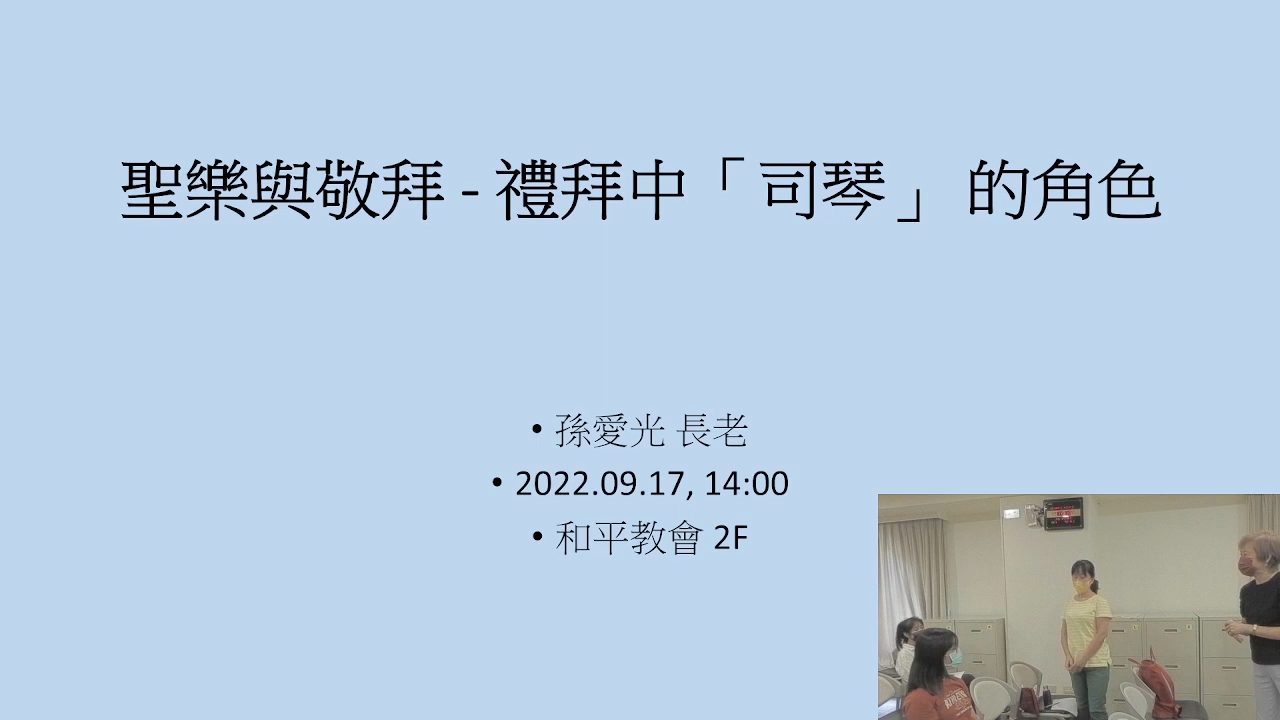 聖樂與敬拜 - 禮拜中「司琴」 的角色
• 孫愛光 長老
• 2022.09.17, 14:00
• 和平教會 2F